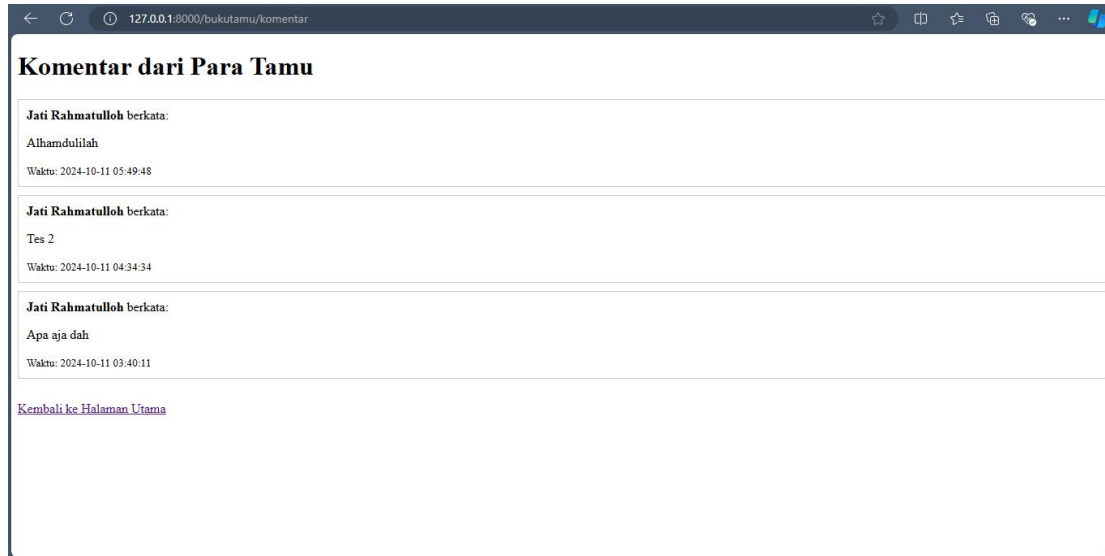 127.0.0.1:8000/bukutamu/komentar
Komentar dari Para Tamu
Jati Rahmatulloh berkata:
Alhamdulilah
Waktu: 2024-10-11 05:49:48
Jati Rahmatulloh berkata:
Tes 2
Waktu: 2024-10-11 04:34:34
Jati Rahmatulloh berkata:
Apa aja dah
Waktu: 2024-10-11 03:40:11
Kembali ke Halaman Utama